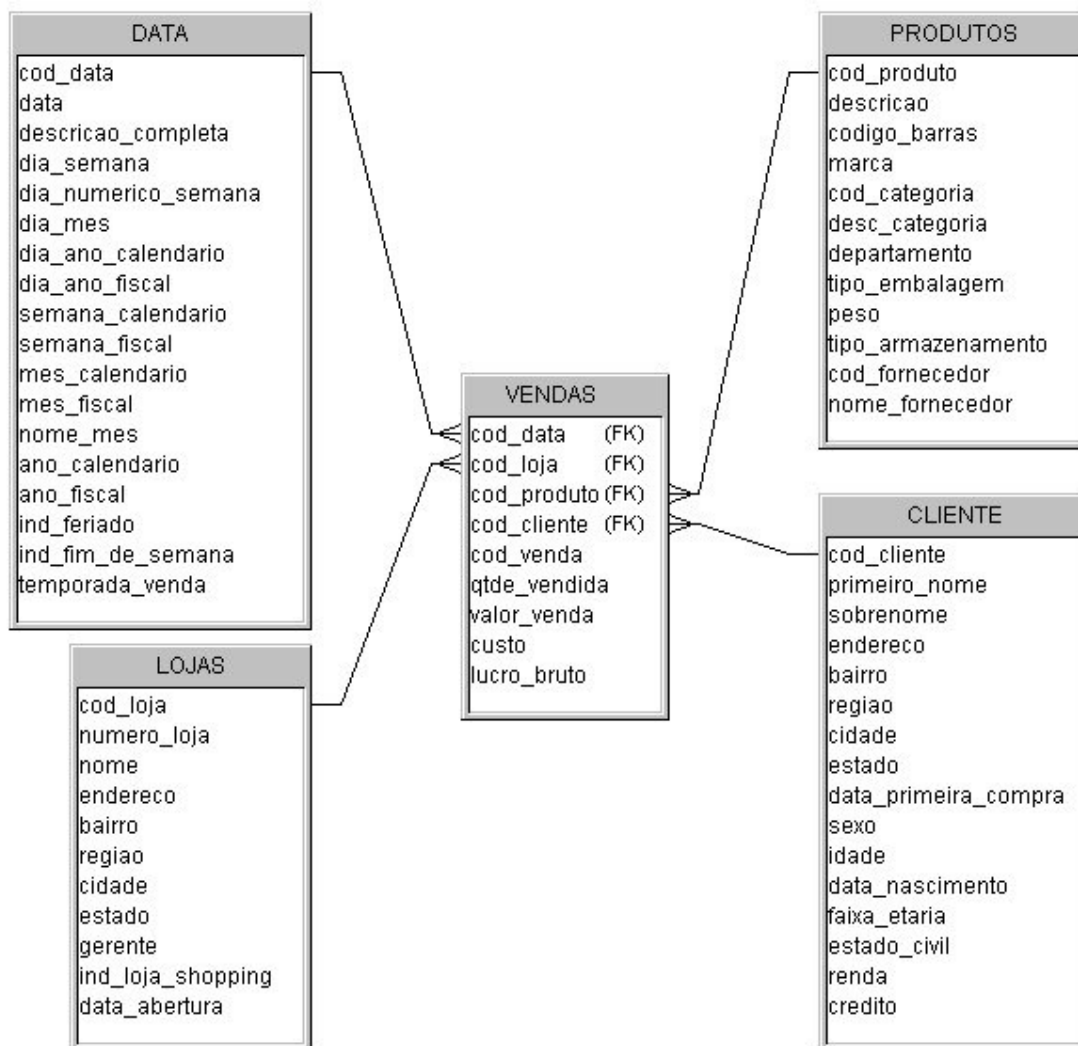 DATA
cod_data
data
descricao_completa
dia_semana
dia_numerico_semana
dia_mes
dia_ano_calendario
dia_ano_fiscal
semana_calendario
semana_fiscal
mes_calendario
mes_fiscal
nome_mes
ano_calendario
ano_fiscal
ind_feriado
ind_fim_de_semana
temporada_venda
LOJAS
cod_loja
numero_loja
nome
endereco
bairro
regiao
cidade
estado
gerente
ind_loja_shopping
data_abertura
VENDAS
cod_data (FK)
cod_loja (FK)
cod_produto (FK)
cod_cliente (FK)
cod_venda
qtde_vendida
valor_venda
custo
lucro_bruto
PRODUTOS
cod_produto
descricao
codigo_barras
marca
cod_categoria
desc_categoria
departamento
tipo_embalagem
peso
tipo_armazenamento
cod_fornecedor
nome_fornecedor
CLIENTE
cod_cliente
primeiro_nome
sobrenome
endereco
bairro
regiao
cidade
estado
data_primeira_compra
sexo
idade
data_nascimento
faixa_etaria
estado_civil
renda
credito